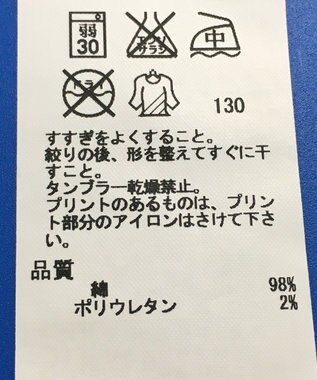 弱 30 エンソ サラシ 中
ドライ 130
すすぎをよくすること。
絞りの後、形を整えてすぐに干
すこと。
タンブラー乾燥禁止。
プリントのあるものは、プリン
ト部分のアイロンはさけて下さ
い。
品質
綿 98%
ポリウレタン 2%